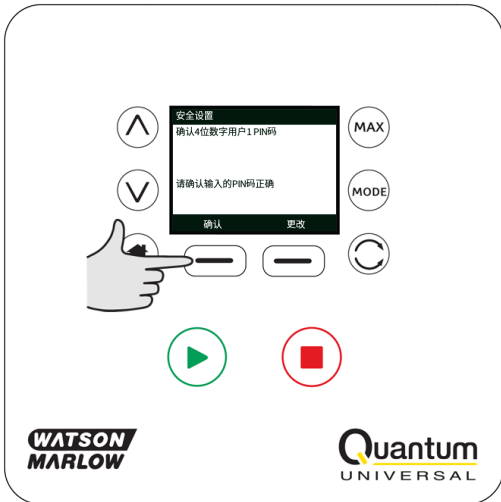 安全设置
确认4位数字用户1 PIN码
请确认输入的PIN码正确
确认
更改
MAX
MODE
WATSON
MARLOW
Quantum
UNIVERSAL